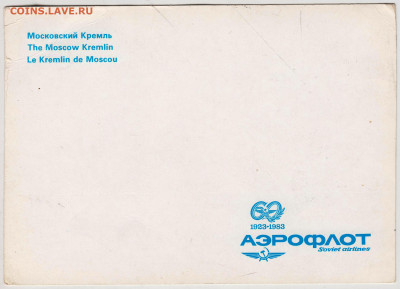 COINS.LAVE.RU
Московский Кремль
The Moscow Kremlin
Le Kremlin de Moscou
60
1923-1983
АЭРОФЛОТ
Soviet airlines